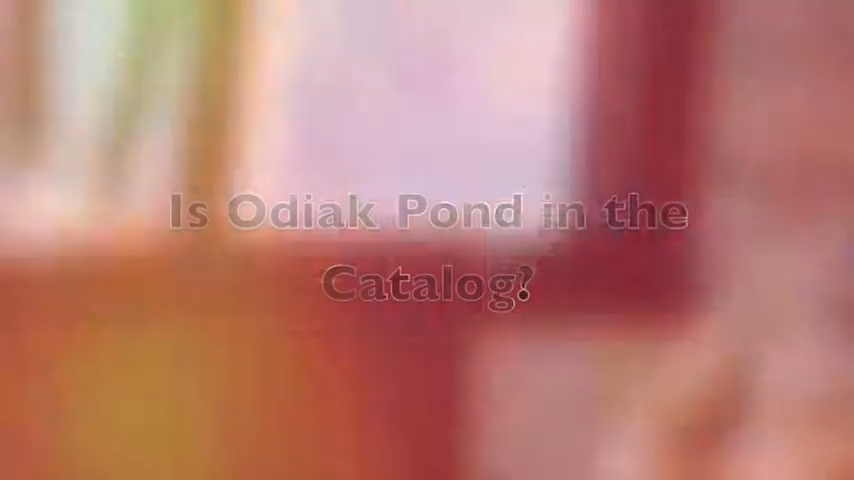 Is Odiak Pond in the
Catalog?